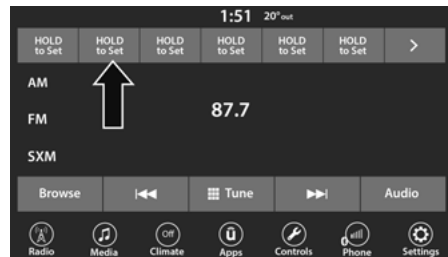 1:51 20°out
HOLD to Set HOLD to Set HOLD to Set HOLD to Set HOLD to Set HOLD to Set >
AM
87.7
FM
SXM
Browse Tune Audio
Off ū
Radio Media Climate Apps Controls Phone Settings